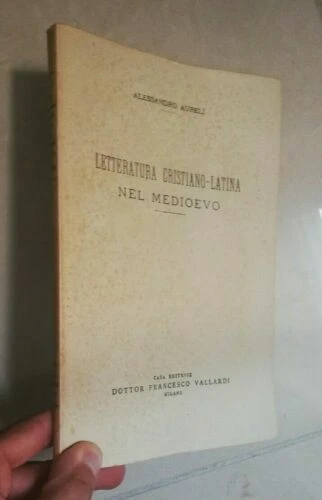 ALESSANDRO AURELI
LETTERATURA CRISTIANO-LATINA
NEL MEDIOEVO
CASA EDITRICE
DOTTOR FRANCESCO VALLARDI
MILANO